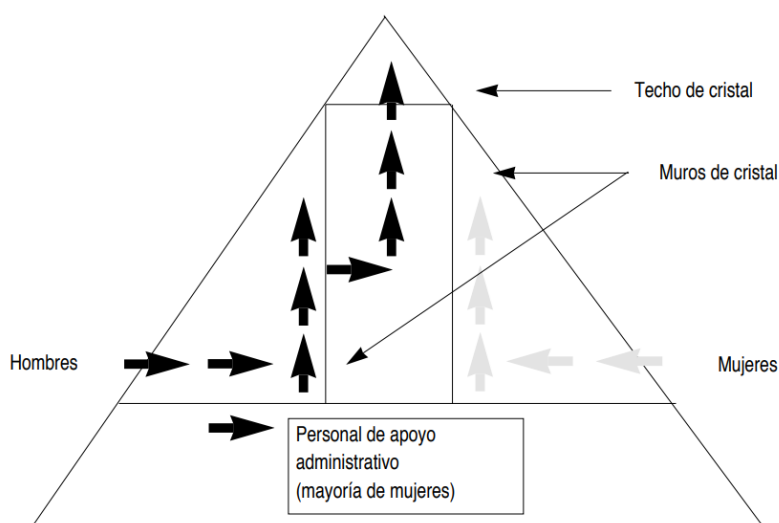 Techo de cristal
Muros de cristal
Hombres
Mujeres
Personal de apoyo
administrativo
(mayoría de mujeres)